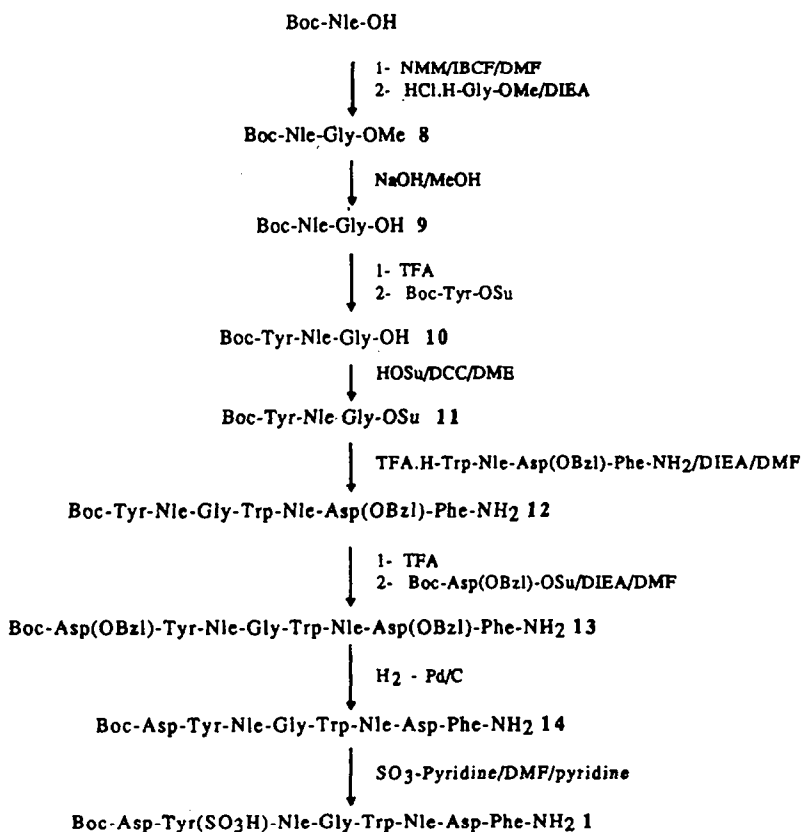 Boc-Nle-OH
1- NMM/IBCF/DMF
2- HCl.H-Gly-OMe/DIEA
Boc-Nle-Gly-OMe 8
NaOH/MeOH
Boc-Nle-Gly-OH 9
1- TFA
2- Boc-Tyr-OSu
Boc-Tyr-Nle-Gly-OH 10
HOSu/DCC/DME
Boc-Tyr-Nle-Gly-OSu 11
TFA.H-Trp-Nle-Asp(OBzl)-Phe-NH2/DIEA/DMF
Boc-Tyr-Nle-Gly-Trp-Nle-Asp(OBzl)-Phe-NH2 12
1- TFA
2- Boc-Asp(OBzl)-OSu/DIEA/DMF
Boc-Asp(OBzl)-Tyr-Nle-Gly-Trp-Nle-Asp(OBzl)-Phe-NH2 13
H2 - Pd/C
Boc-Asp-Tyr-Nle-Gly-Trp-Nle-Asp-Phe-NH2 14
SO3-Pyridine/DMF/pyridine
Boc-Asp-Tyr(SO3H)-Nle-Gly-Trp-Nle-Asp-Phe-NH2 1